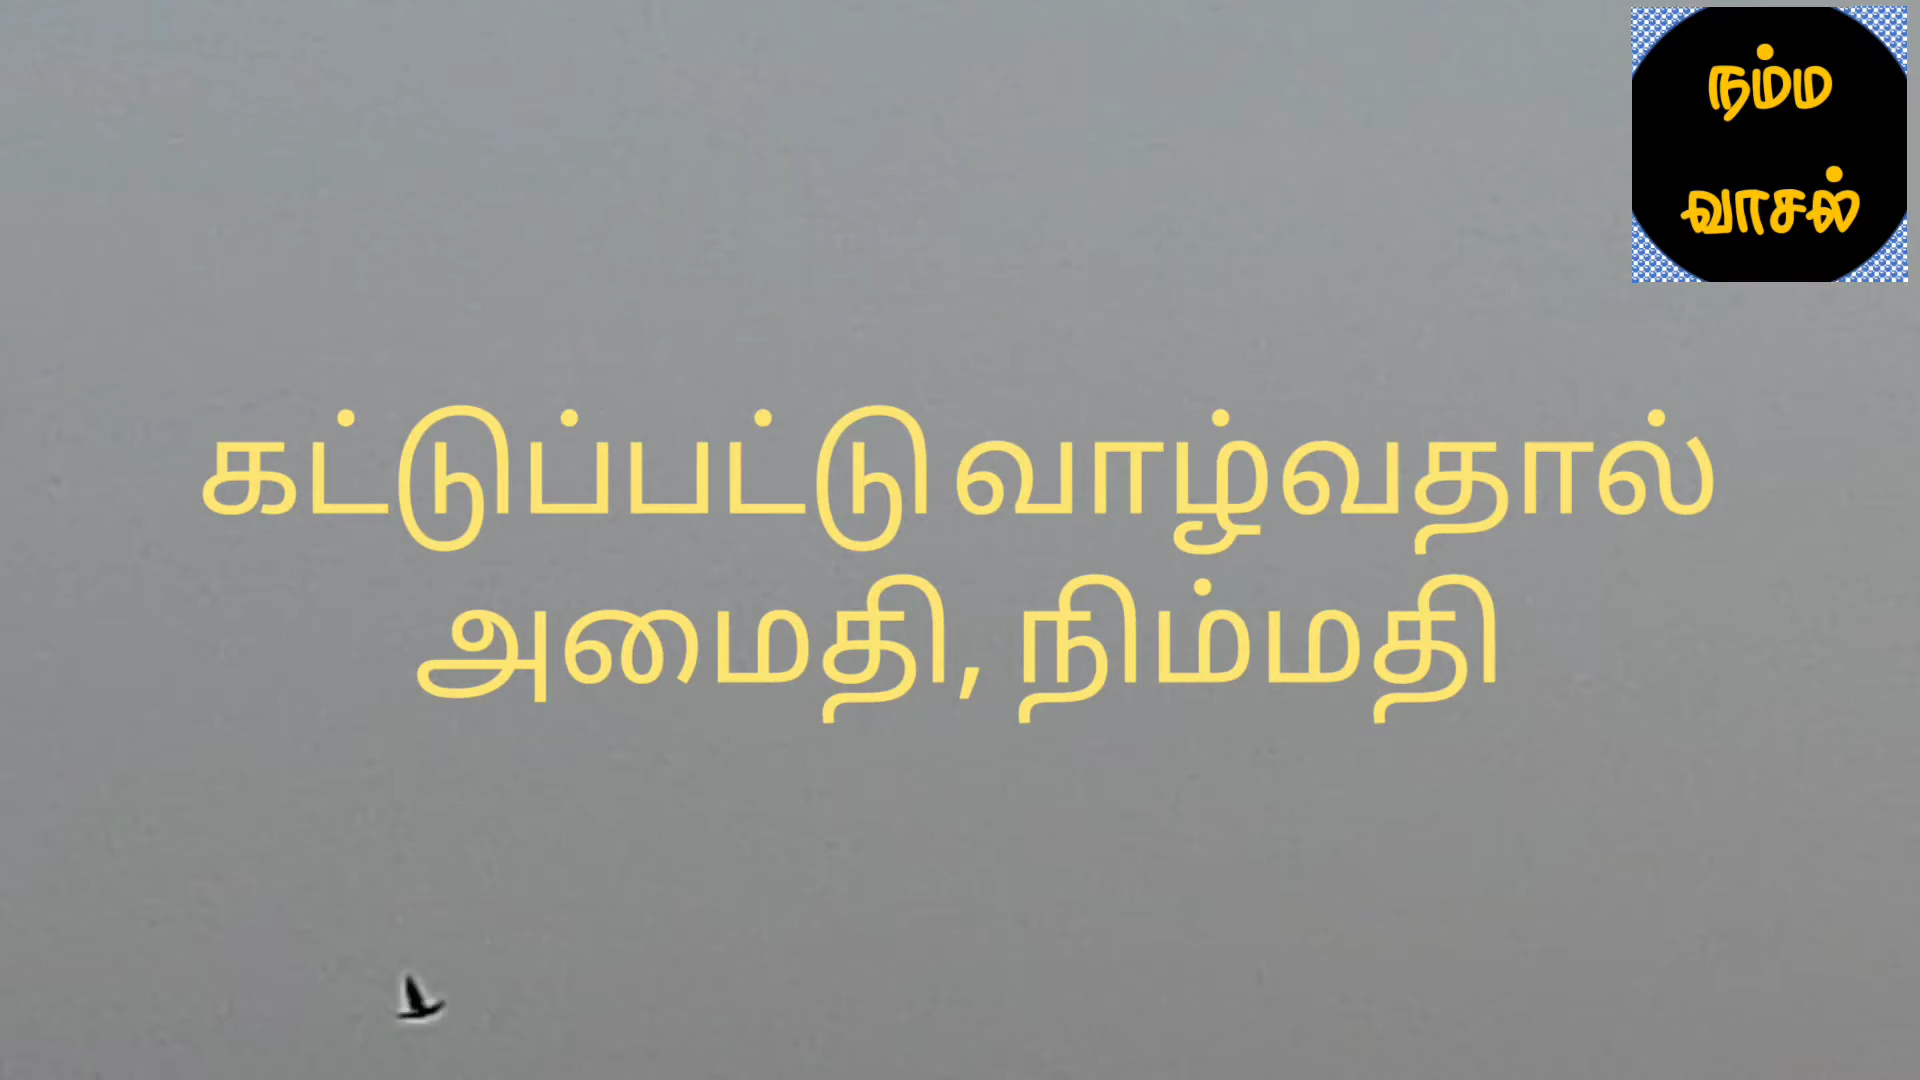 நம்ம
வாசல்
கட்டுப்பட்டு வாழ்வதால்
அமைதி, நிம்மதி